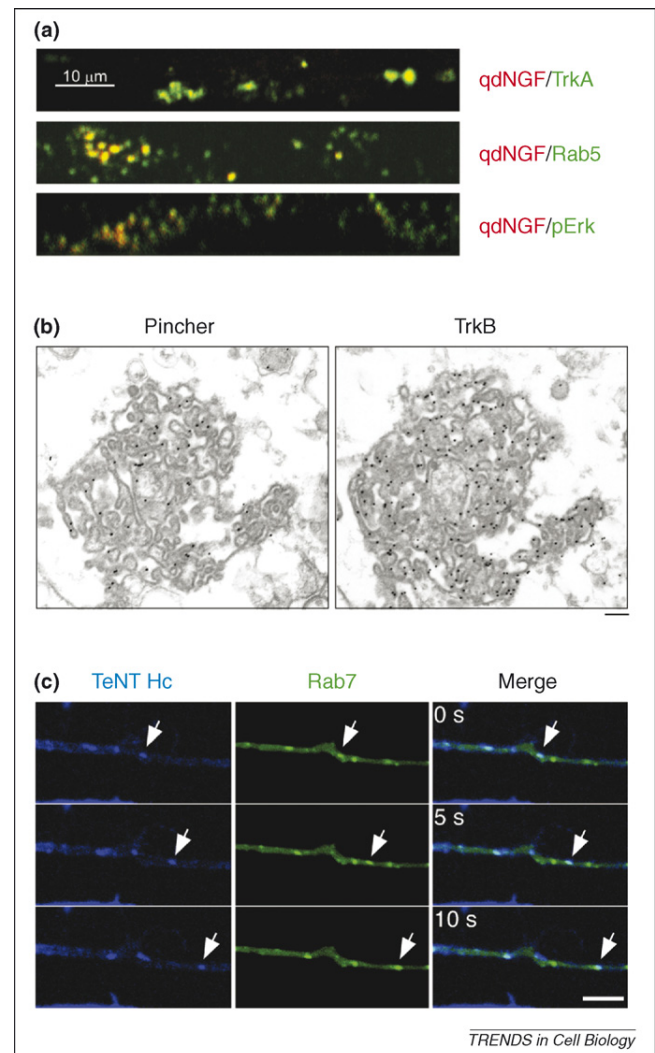 (a)
10 μm
qdNGF/TrkA
qdNGF/Rab5
qdNGF/pErk
(b)
Pincher
TrkB
(c)
TeNT Hc
Rab7
Merge
0 s
5 s
10 s
TRENDS in Cell Biology